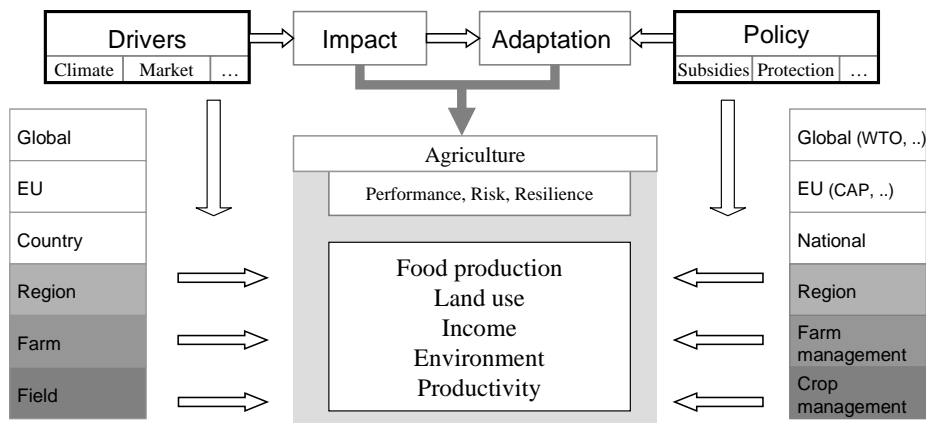 Drivers
Climate Market …
Impact
Adaptation
Policy
Subsidies Protection …
Global
EU
Country
Region
Farm
Field
Agriculture
Performance, Risk, Resilience
Food production
Land use
Income
Environment
Productivity
Global (WTO, ..)
EU (CAP, ..)
National
Region
Farm
management
Crop
management